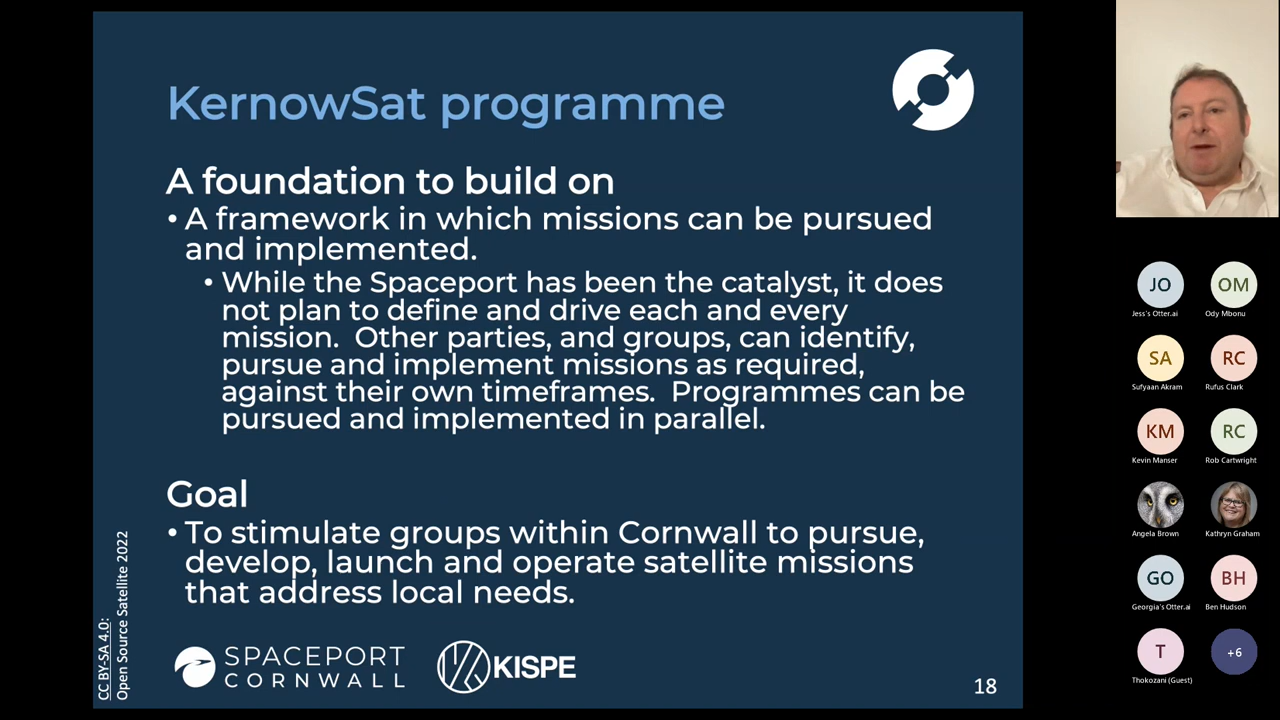 KernowSat programme
A foundation to build on
• A framework in which missions can be pursued
and implemented.
• While the Spaceport has been the catalyst, it does
not plan to define and drive each and every
mission.  Other parties, and groups, can identify,
pursue and implement missions as required,
against their own timeframes.  Programmes can be
pursued and implemented in parallel.
Goal
• To stimulate groups within Cornwall to pursue,
develop, launch and operate satellite missions
that address local needs.
CC BY-SA 4.0:
Open Source Satellite 2022
SPACEPORT
CORNWALL
KISPE
18
JO
OM
Jess's Otter.ai
Ody Mbonu
SA
RC
Sufyaan Akram
Rufus Clark
KM
RC
Kevin Manser
Rob Cartwright
Angela Brown
Kathryn Graham
GO
BH
Georgia's Otter.ai
Ben Hudson
T
+6
Thokozani (Guest)